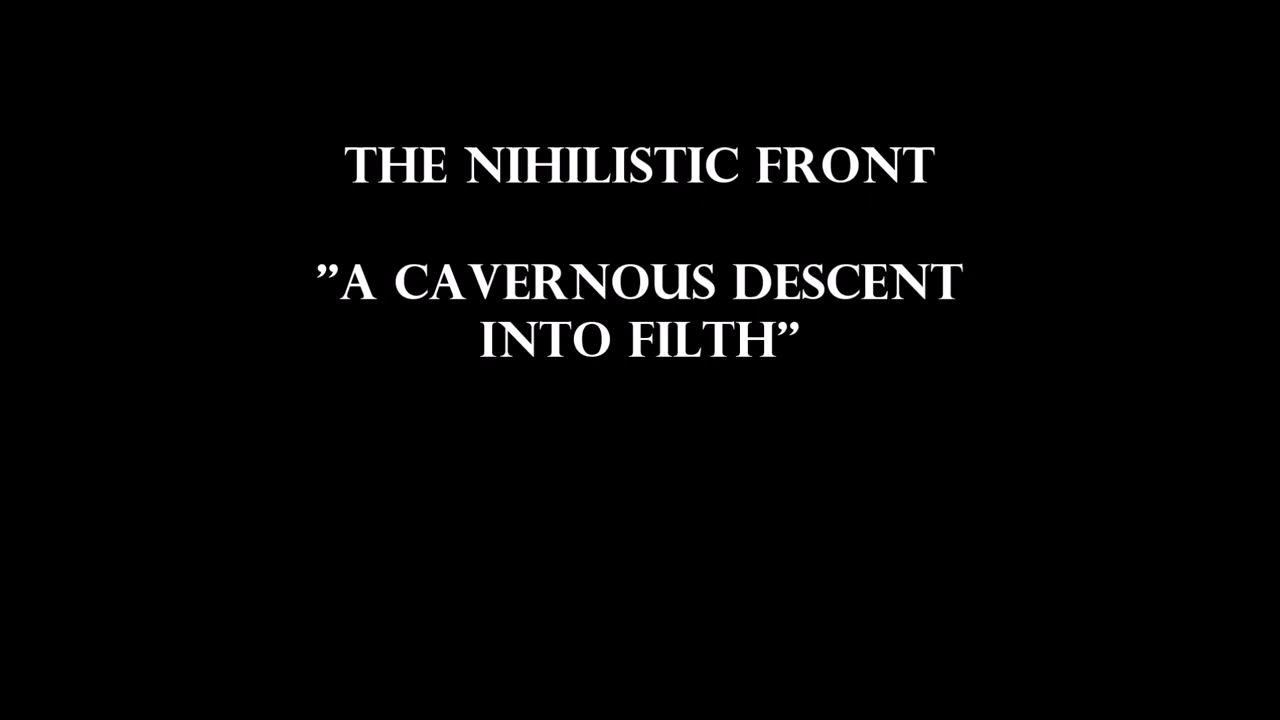 THE NIHILISTIC FRONT
”A CAVERNOUS DESCENT
INTO FILTH”